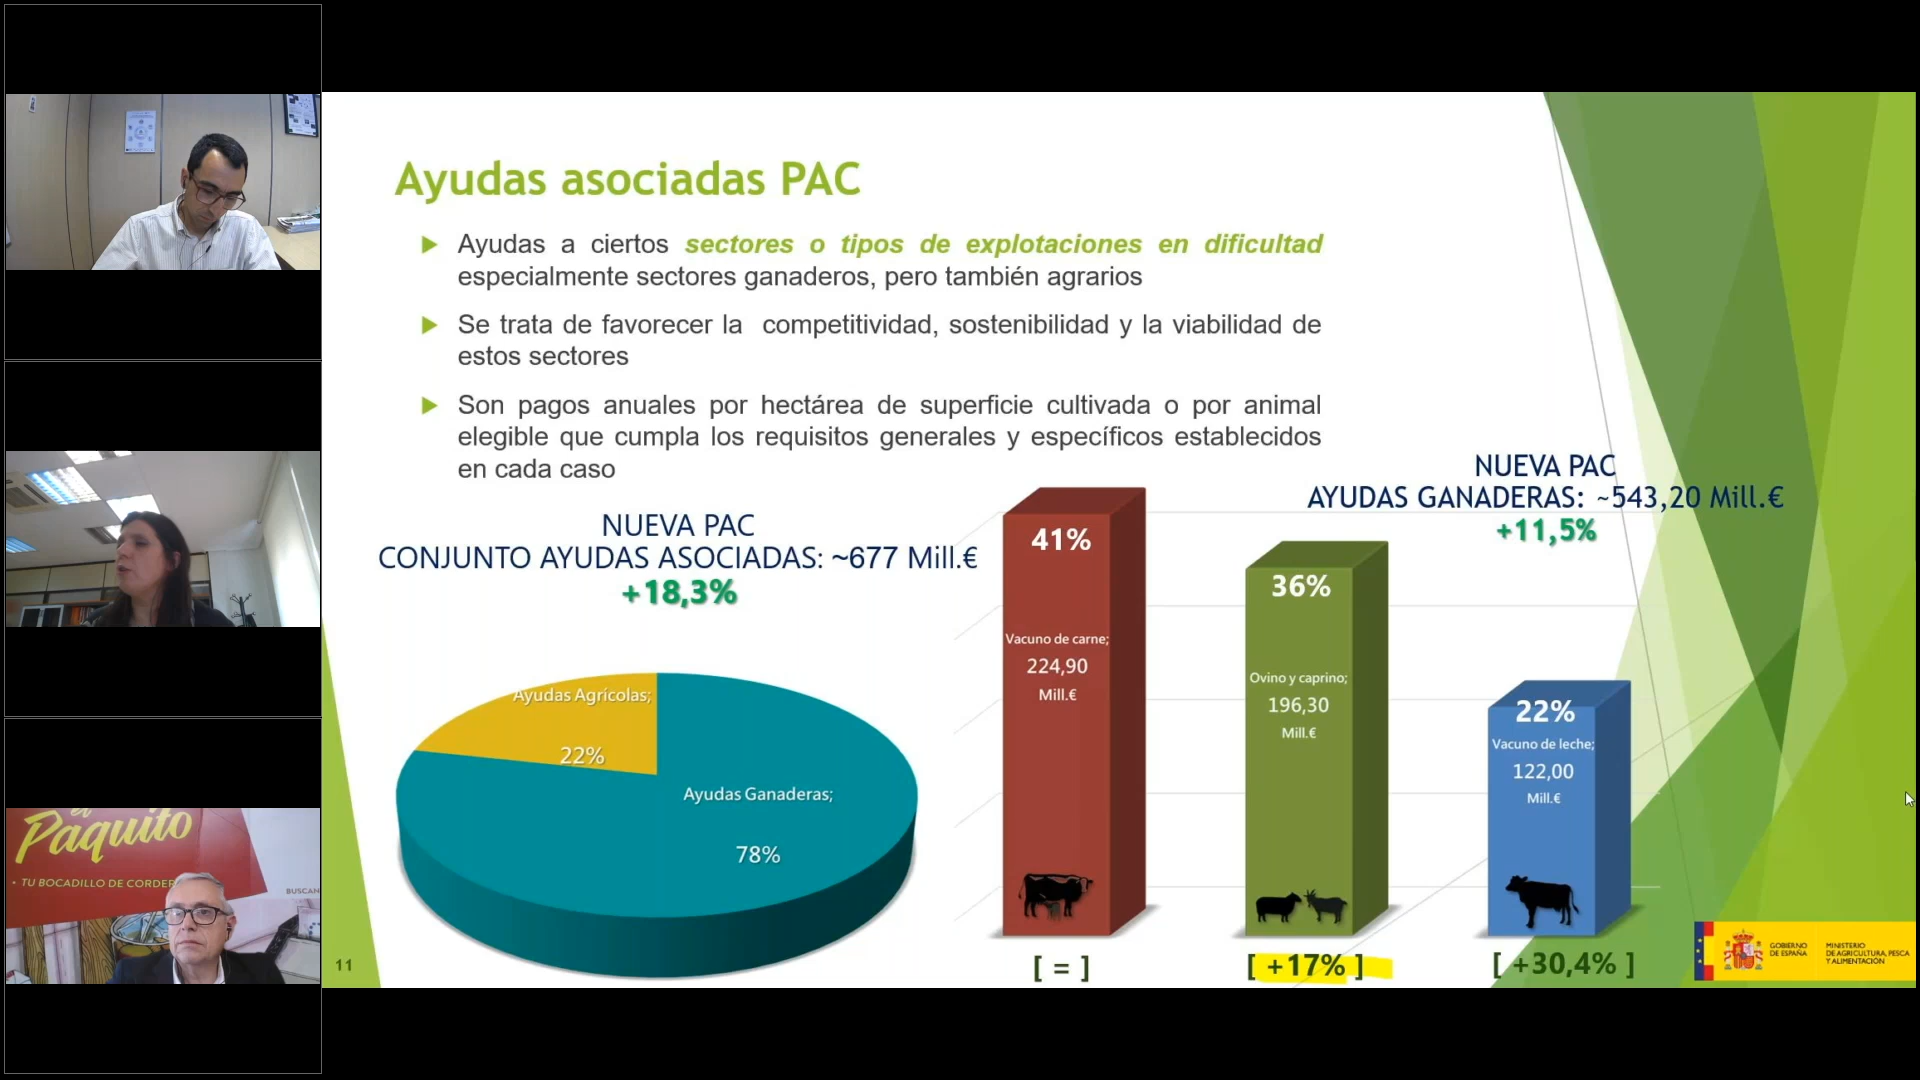 Ayudas asociadas PAC
Ayudas a ciertos sectores o tipos de explotaciones en dificultad
especialmente sectores ganaderos, pero también agrarios
Se trata de favorecer la competitividad, sostenibilidad y la viabilidad de
estos sectores
Son pagos anuales por hectárea de superficie cultivada o por animal
elegible que cumpla los requisitos generales y específicos establecidos
en cada caso
NUEVA PAC
CONJUNTO AYUDAS ASOCIADAS: ~677 Mill.€
+18,3%
Ayudas Agrícolas;
22%
Ayudas Ganaderas;
78%
NUEVA PAC
AYUDAS GANADERAS: ~543,20 Mill.€
+11,5%
41%
Vacuno de carne;
224,90
Mill.€
[ = ]
36%
Ovino y caprino;
196,30
Mill.€
[ +17% ]
22%
Vacuno de leche;
122,00
Mill.€
[ +30,4% ]
11
GOBIERNO
DE ESPAÑA
MINISTERIO
DE AGRICULTURA, PESCA
Y ALIMENTACIÓN
el
Paquito
• TU BOCADILLO DE CORDER
BUSCAN